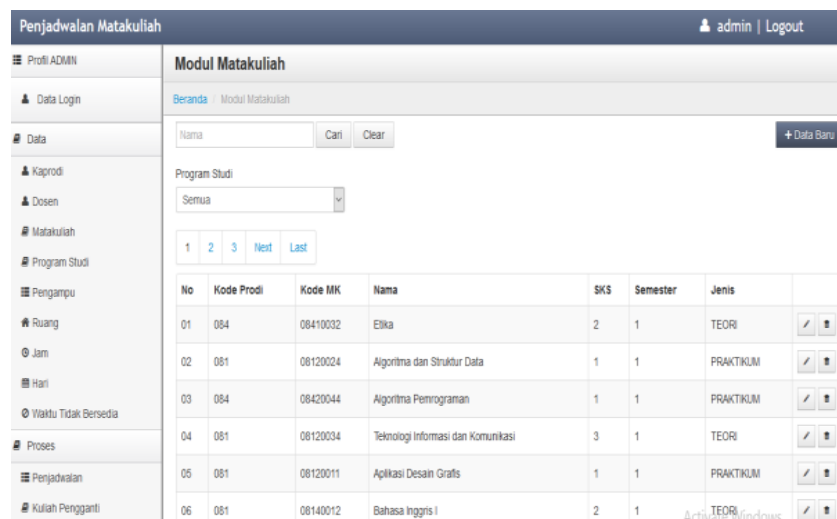 Penjadwalan Matakuliah
admin | Logout
Profil ADMIN
Data Login
Data
Kaprodi
Dosen
Matakuliah
Program Studi
Pengampu
Ruang
Jam
Hari
Waktu Tidak Bersedia
Proses
Penjadwalan
Kuliah Pengganti
Modul Matakuliah
Beranda / Modul Matakuliah
Nama Cari Clear + Data Baru
Program Studi
Semua
1 2 3 Next Last
No Kode Prodi Kode MK Nama SKS Semester Jenis
01 084 08410032 Etika 2 1 TEORI
02 081 08120024 Algoritma dan Struktur Data 1 1 PRAKTIKUM
03 084 08420044 Algoritma Pemrograman 1 1 PRAKTIKUM
04 081 08120034 Teknologi Informasi dan Komunikasi 3 1 TEORI
05 081 08120011 Aplikasi Desain Grafis 1 1 PRAKTIKUM
06 081 08140012 Bahasa Inggris I 2 1 TEORI
Activate Windows